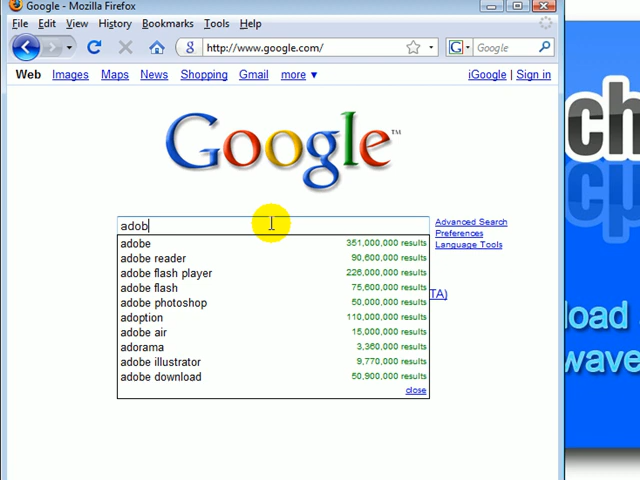 Google - Mozilla Firefox
File Edit View History Bookmarks Tools Help
g http://www.google.com/ G Google
Web Images Maps News Shopping Gmail more ▼ iGoogle | Sign in
Google™
adob
Advanced Search
Preferences
Language Tools
adobe 351,000,000 results
adobe reader 90,600,000 results
adobe flash player 226,000,000 results
adobe flash 75,600,000 results
adobe photoshop 50,000,000 results
adoption 110,000,000 results
adobe air 15,000,000 results
adorama 3,360,000 results
adobe illustrator 9,770,000 results
adobe download 50,900,000 results
close
TA)
ch
load
wave